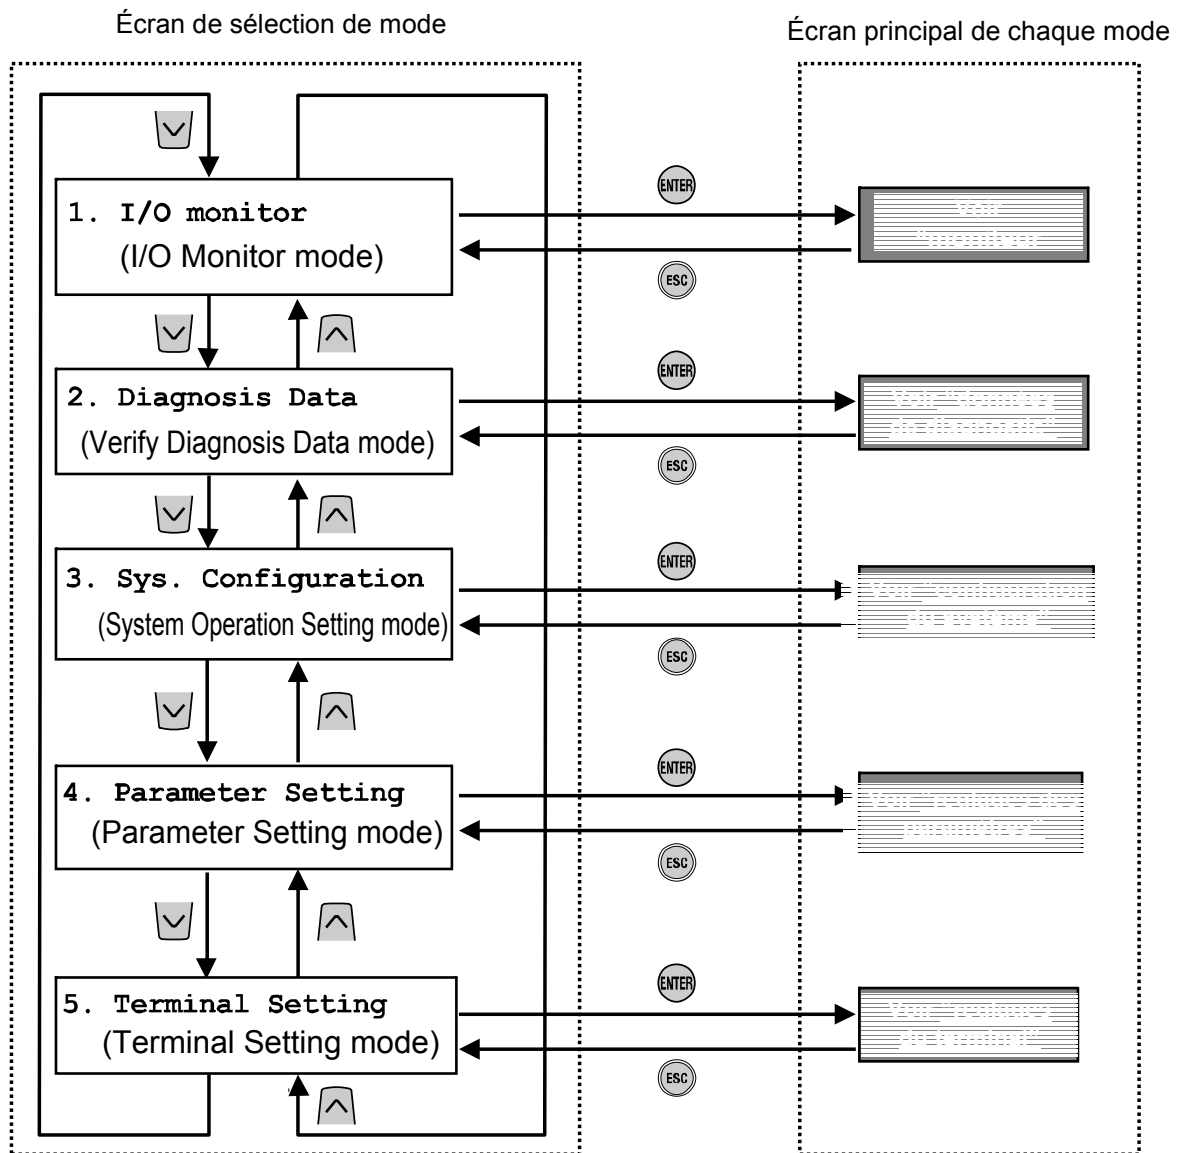 Écran de sélection de mode
Écran principal de chaque mode
1. I/O monitor
(I/O Monitor mode)
ENTER
ESC
2. Diagnosis Data
(Verify Diagnosis Data mode)
ENTER
ESC
3. Sys. Configuration
(System Operation Setting mode)
ENTER
ESC
4. Parameter Setting
(Parameter Setting mode)
ENTER
ESC
5. Terminal Setting
(Terminal Setting mode)
ENTER
ESC